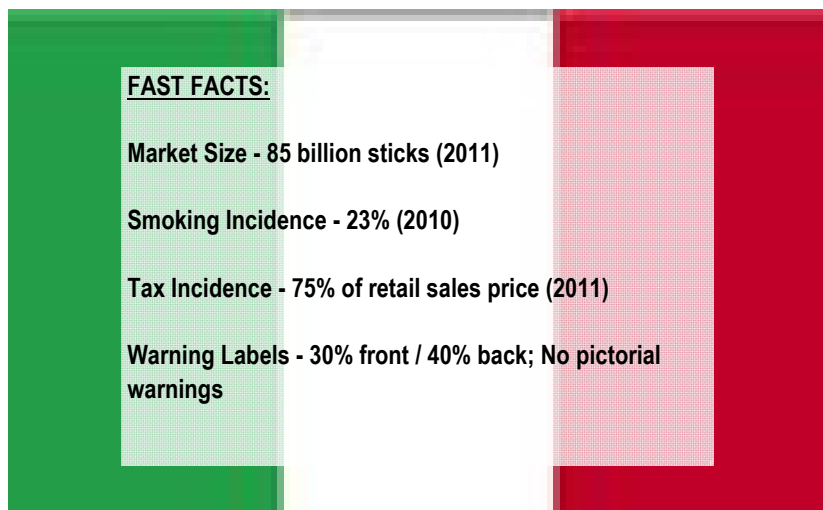 FAST FACTS:
Market Size - 85 billion sticks (2011)
Smoking Incidence - 23% (2010)
Tax Incidence - 75% of retail sales price (2011)
Warning Labels - 30% front / 40% back; No pictorial
warnings